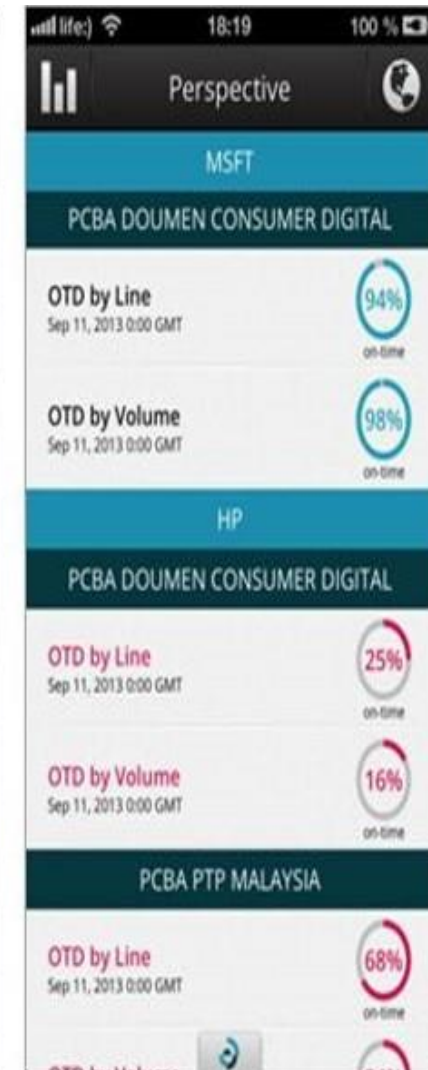 life:) 18:19 100 %
Perspective
MSFT
PCBA DOUMEN CONSUMER DIGITAL
OTD by Line
Sep 11, 2013 0:00 GMT
94%
on-time
OTD by Volume
Sep 11, 2013 0:00 GMT
98%
on-time
HP
PCBA DOUMEN CONSUMER DIGITAL
OTD by Line
Sep 11, 2013 0:00 GMT
25%
on-time
OTD by Volume
Sep 11, 2013 0:00 GMT
16%
on-time
PCBA PTP MALAYSIA
OTD by Line
Sep 11, 2013 0:00 GMT
68%
on-time